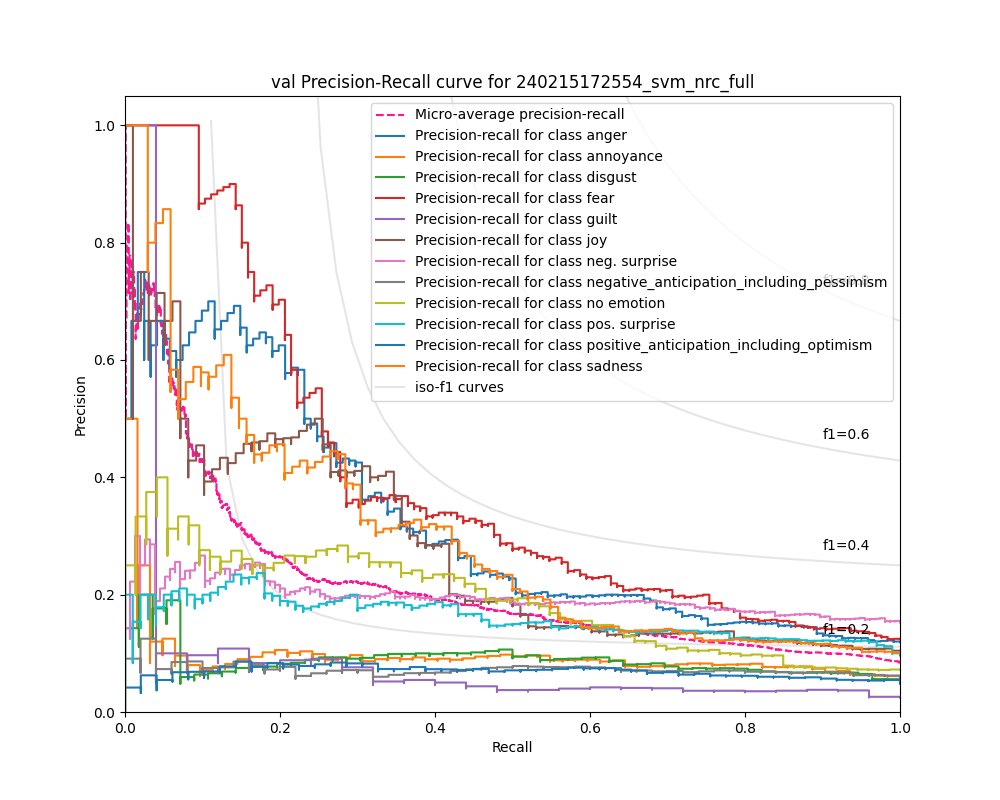 val Precision-Recall curve for 240215172554_svm_nrc_full
Micro-average precision-recall
Precision-recall for class anger
Precision-recall for class annoyance
Precision-recall for class disgust
Precision-recall for class fear
Precision-recall for class guilt
Precision-recall for class joy
Precision-recall for class neg. surprise
Precision-recall for class negative_anticipation_including_pessimism
Precision-recall for class no emotion
Precision-recall for class pos. surprise
Precision-recall for class positive_anticipation_including_optimism
Precision-recall for class sadness
iso-f1 curves
f1=0.8
f1=0.6
f1=0.4
f1=0.2
Precision
1.0
0.8
0.6
0.4
0.2
0.0
0.0 0.2 0.4 0.6 0.8 1.0
Recall